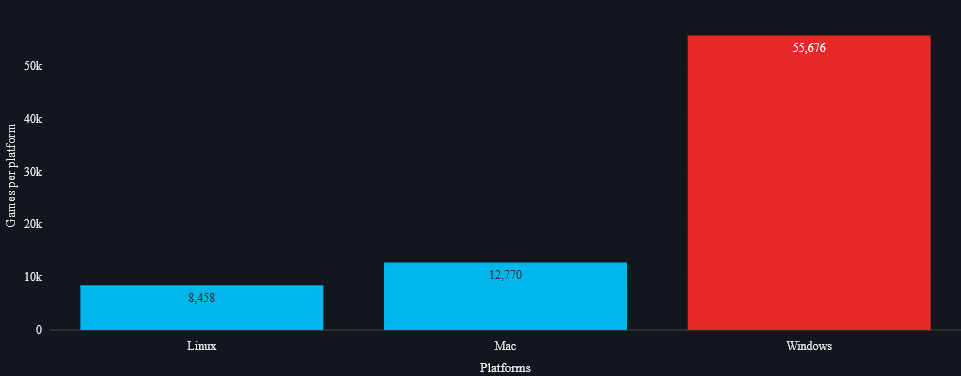 Games per platform
50k
40k
30k
20k
10k
0
8,458
12,770
55,676
Linux
Mac
Windows
Platforms